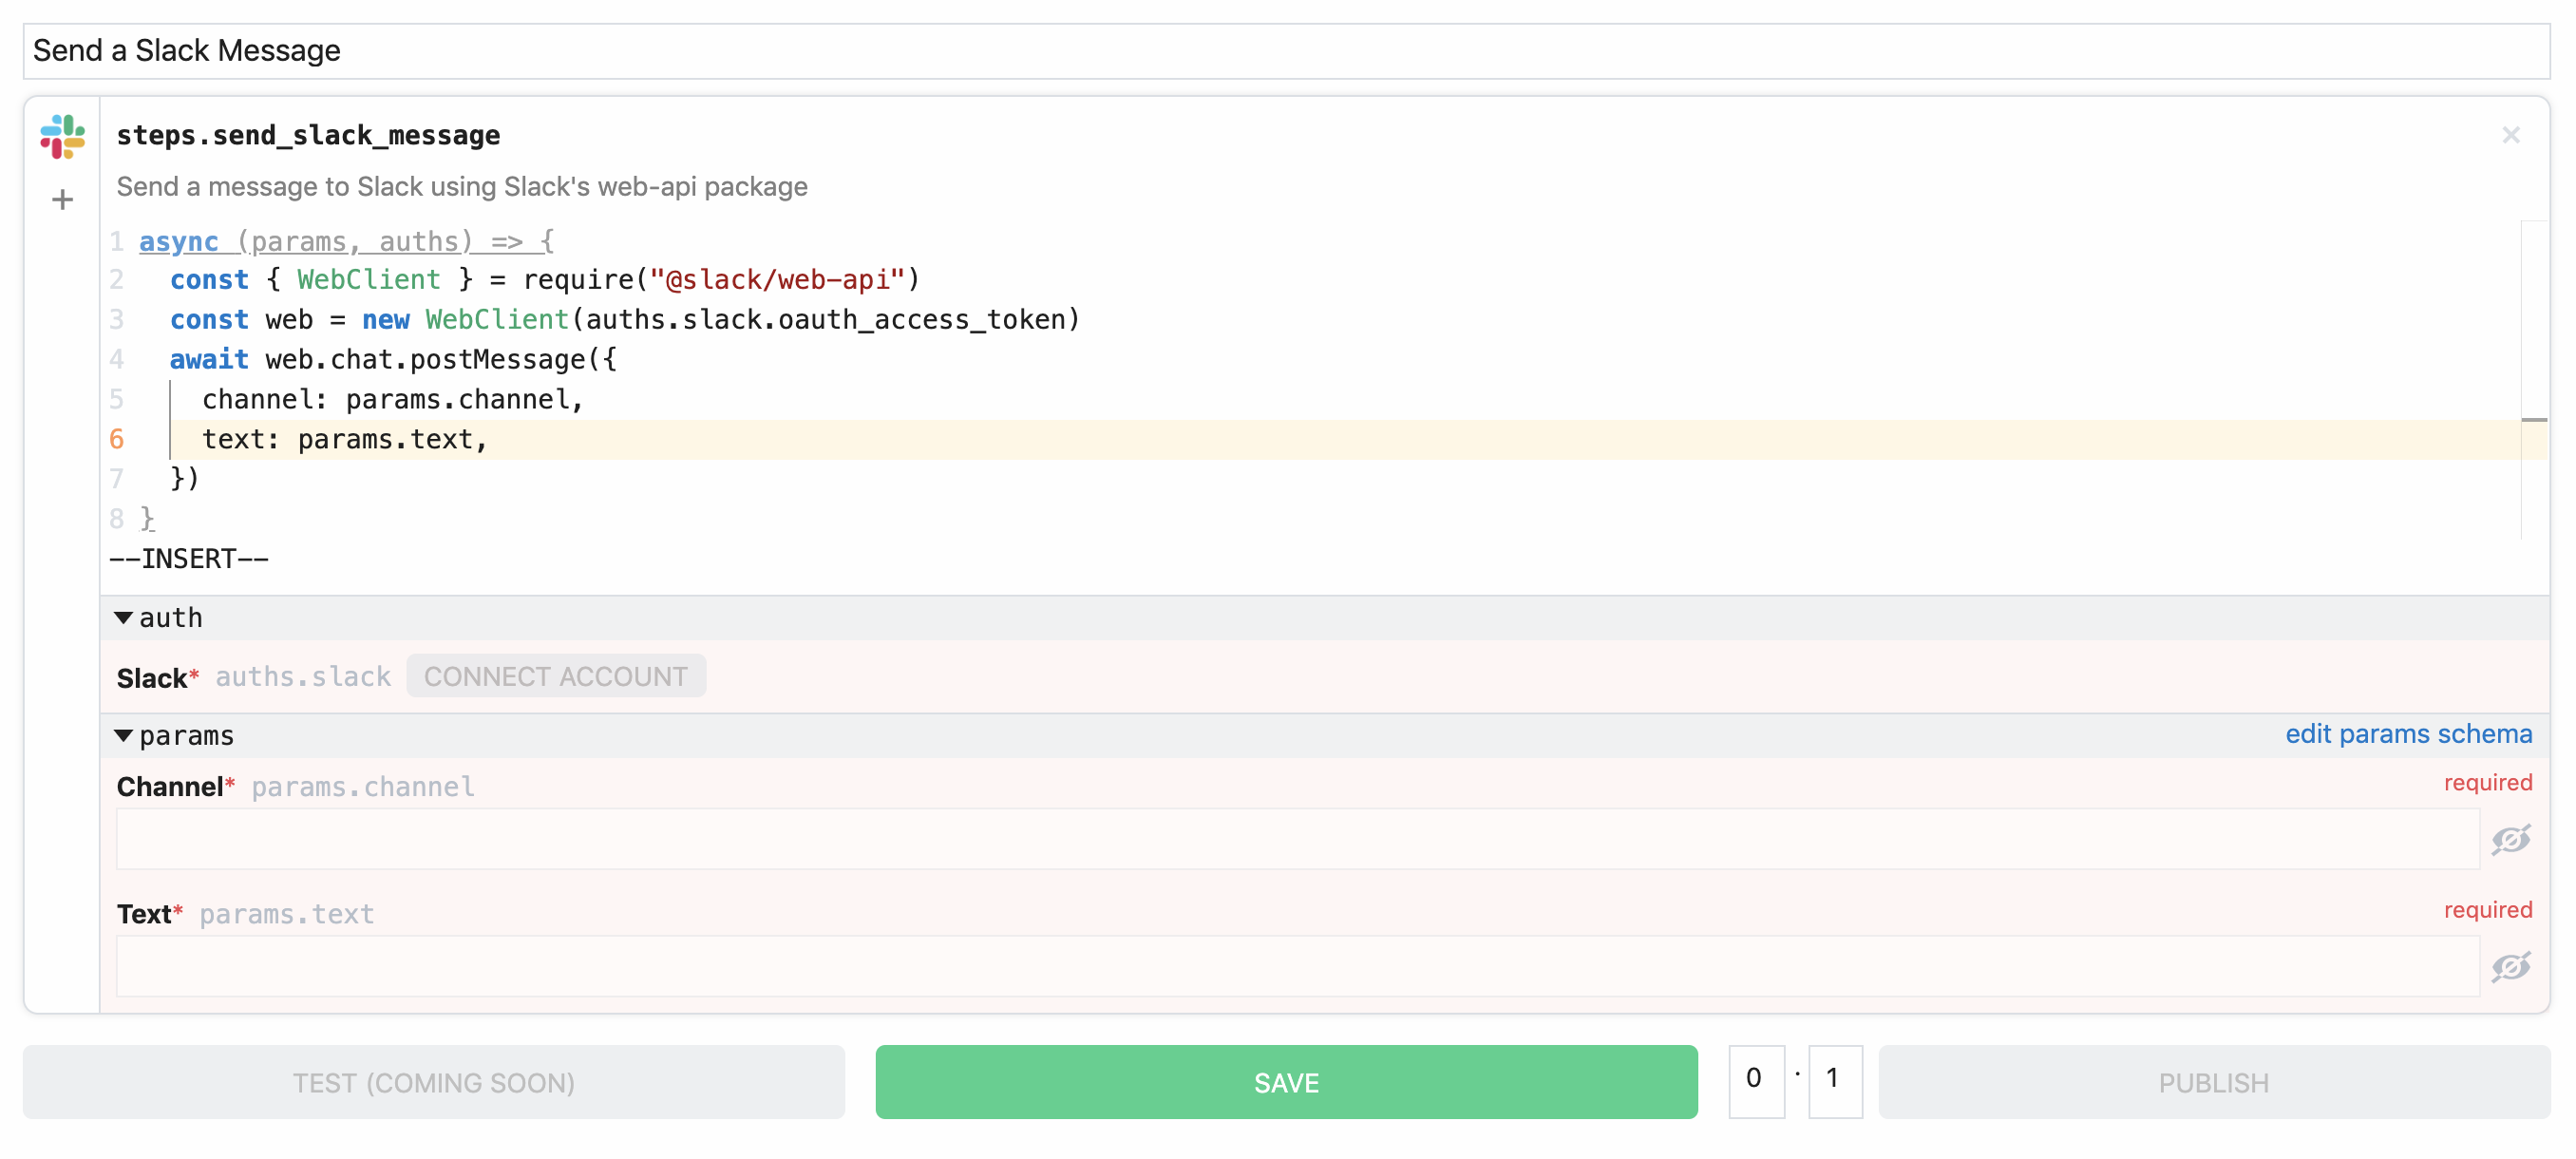 Send a Slack Message
steps.send_slack_message
×
+
Send a message to Slack using Slack's web-api package
1 async (params, auths) => {
2   const { WebClient } = require("@slack/web-api")
3   const web = new WebClient(auths.slack.oauth_access_token)
4   await web.chat.postMessage({
5     channel: params.channel,
6     text: params.text,
7   })
8 }
--INSERT--
auth
Slack* auths.slack CONNECT ACCOUNT
params edit params schema
Channel* params.channel required
Text* params.text required
TEST (COMING SOON) SAVE 0 . 1 PUBLISH